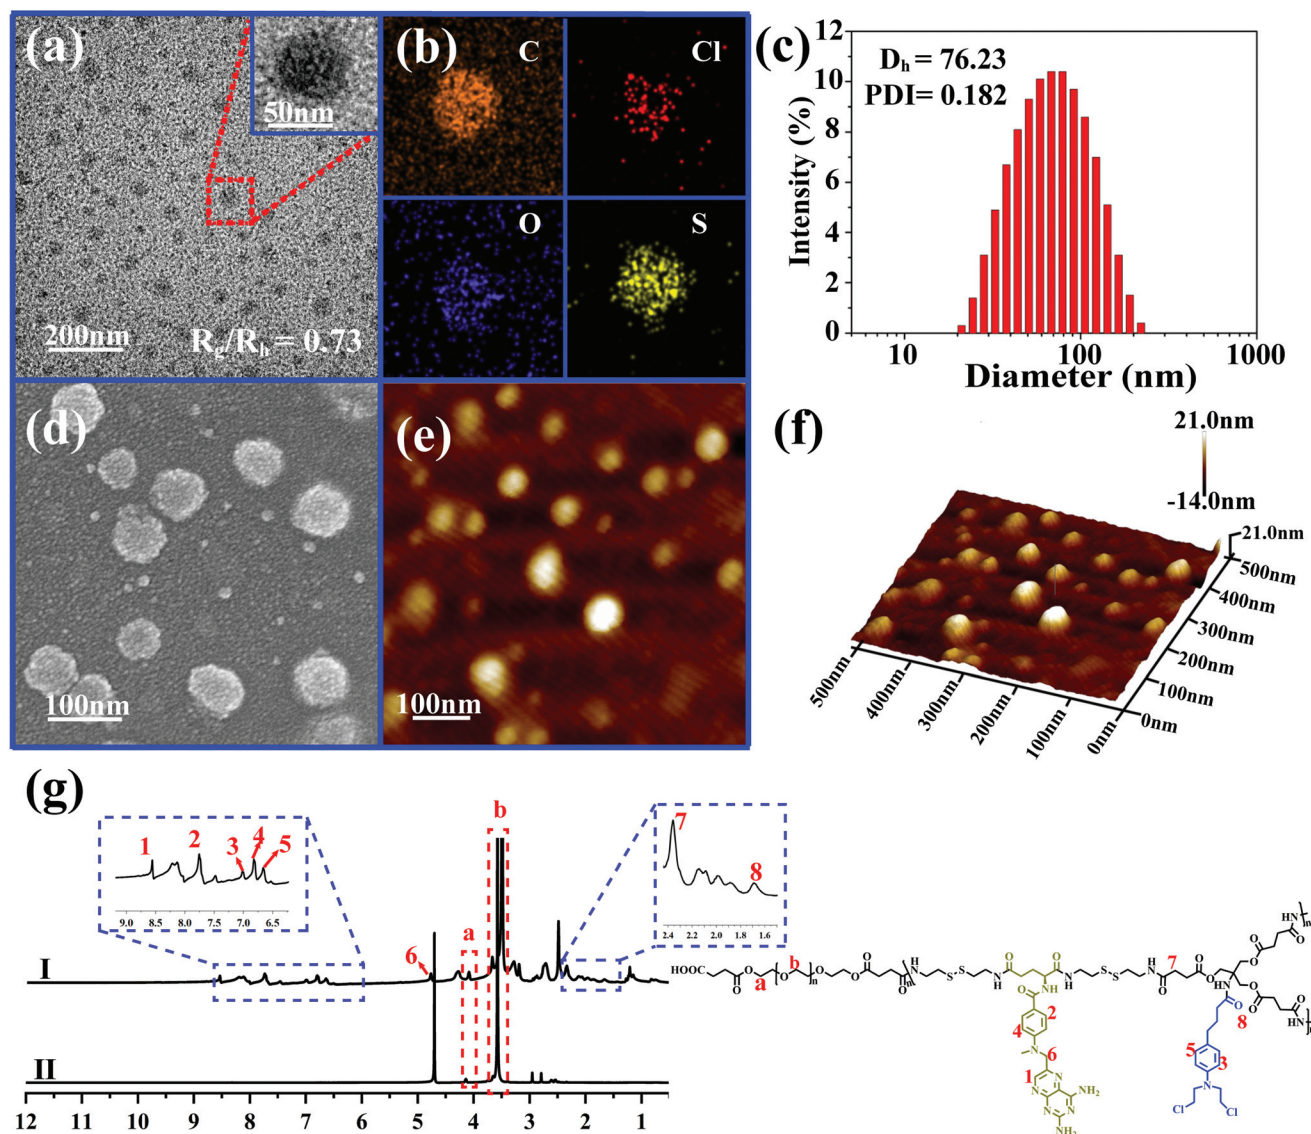 (a)
50nm
200nm
Rg/Rh = 0.73
(b)
C
Cl
O
S
(c)
Dh = 76.23
PDI= 0.182
Intensity (%)
12
10
8
6
4
2
0
10
100
1000
Diameter (nm)
(d)
100nm
(e)
100nm
(f)
21.0nm
-14.0nm
21.0nm
500nm
400nm
300nm
200nm
100nm
0nm
500nm
400nm
300nm
200nm
100nm
0nm
(g)
1
2
3
4
5
9.0
8.5
8.0
7.5
7.0
6.5
b
7
8
2.4
2.2
2.0
1.8
1.6
6
a
I
II
12
11
10
9
8
7
6
5
4
3
2
1
HOOC
O
O
a
O
b
O
n
O
O
O
O
n
N
H
S
S
H
N
O
O
NH
O
2
4
N
6
1
N
N
N
N
NH2
NH2
N
H
S
S
H
N
O
7
O
O
O
O
O
H
N
n
O
O
O
H
N
n
HN
O
8
5
3
N
Cl
Cl